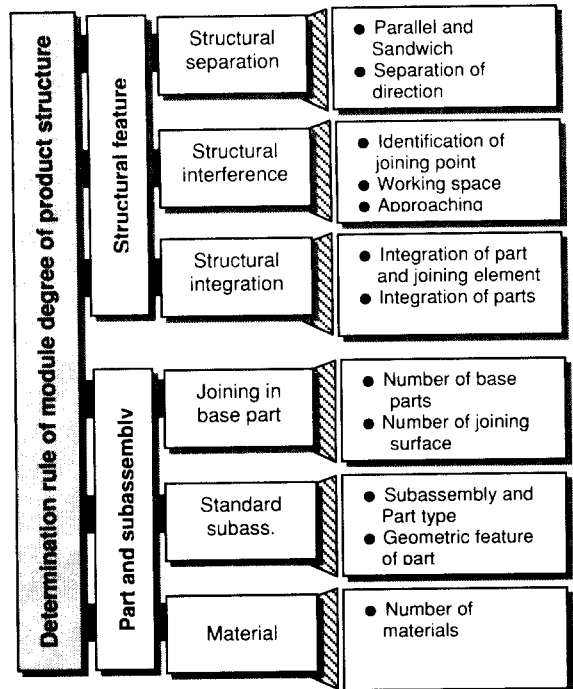 Determination rule of module degree of product structure
Structural feature
Structural
separation
● Parallel and
Sandwich
● Separation of
direction
Structural
interference
● Identification of
joining point
● Working space
● Approaching
Structural
integration
● Integration of part
and joining element
● Integration of parts
Part and subassembly
Joining in
base part
● Number of base
parts
● Number of joining
surface
Standard
subass.
● Subassembly and
Part type
● Geometric feature
of part
Material
● Number of
materials